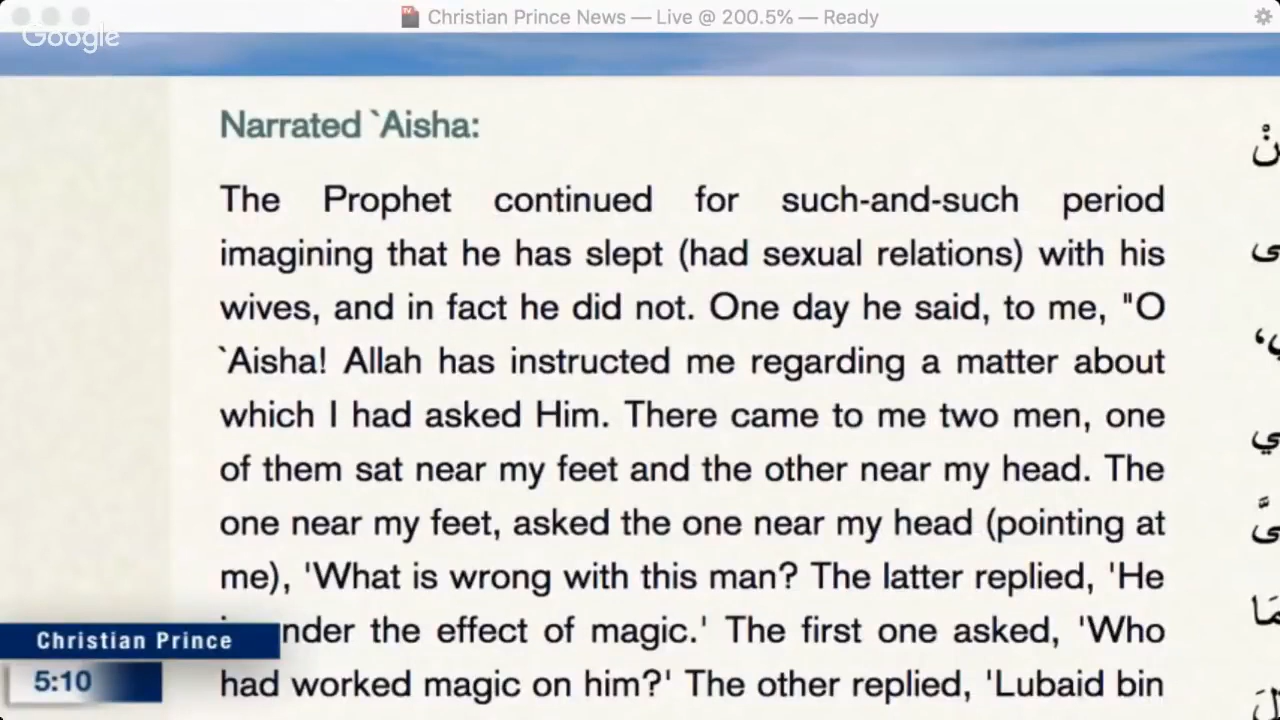 Christian Prince News — Live @ 200.5% — Ready
Google
Narrated `Aisha:
The Prophet continued for such-and-such period
imagining that he has slept (had sexual relations) with his
wives, and in fact he did not. One day he said, to me, "O
`Aisha! Allah has instructed me regarding a matter about
which I had asked Him. There came to me two men, one
of them sat near my feet and the other near my head. The
one near my feet, asked the one near my head (pointing at
me), 'What is wrong with this man? The latter replied, 'He
under the effect of magic.' The first one asked, 'Who
had worked magic on him?' The other replied, 'Lubaid bin
Christian Prince
5:10